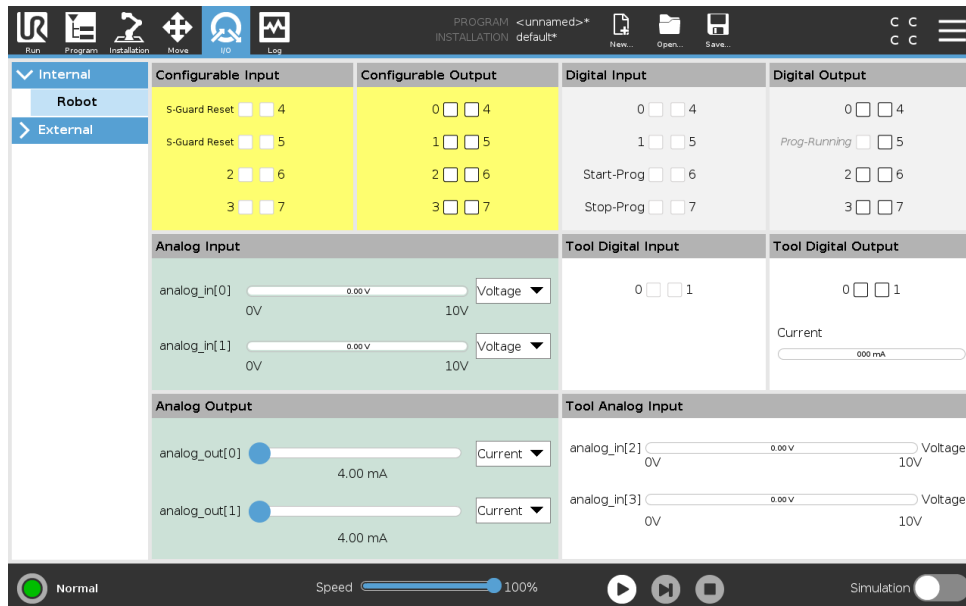 PROGRAM <unnamed>*
INSTALLATION default*
UR
Run Program Installation Move I/O Log New... Open... Save...
C C
C C
Internal
Robot
External
Configurable Input
S-Guard Reset 4
S-Guard Reset 5
2 6
3 7
Configurable Output
0 4
1 5
2 6
3 7
Digital Input
0 4
1 5
Start-Prog 6
Stop-Prog 7
Digital Output
0 4
Prog-Running 5
2 6
3 7
Analog Input
analog_in[0] 0.00 V Voltage
0V 10V
analog_in[1] 0.00 V Voltage
0V 10V
Tool Digital Input
0 1
Tool Digital Output
0 1
Current
000 mA
Analog Output
analog_out[0] Current
4.00 mA
analog_out[1] Current
4.00 mA
Tool Analog Input
analog_in[2] 0.00 V Voltage
0V 10V
analog_in[3] 0.00 V Voltage
0V 10V
Normal Speed 100% Simulation